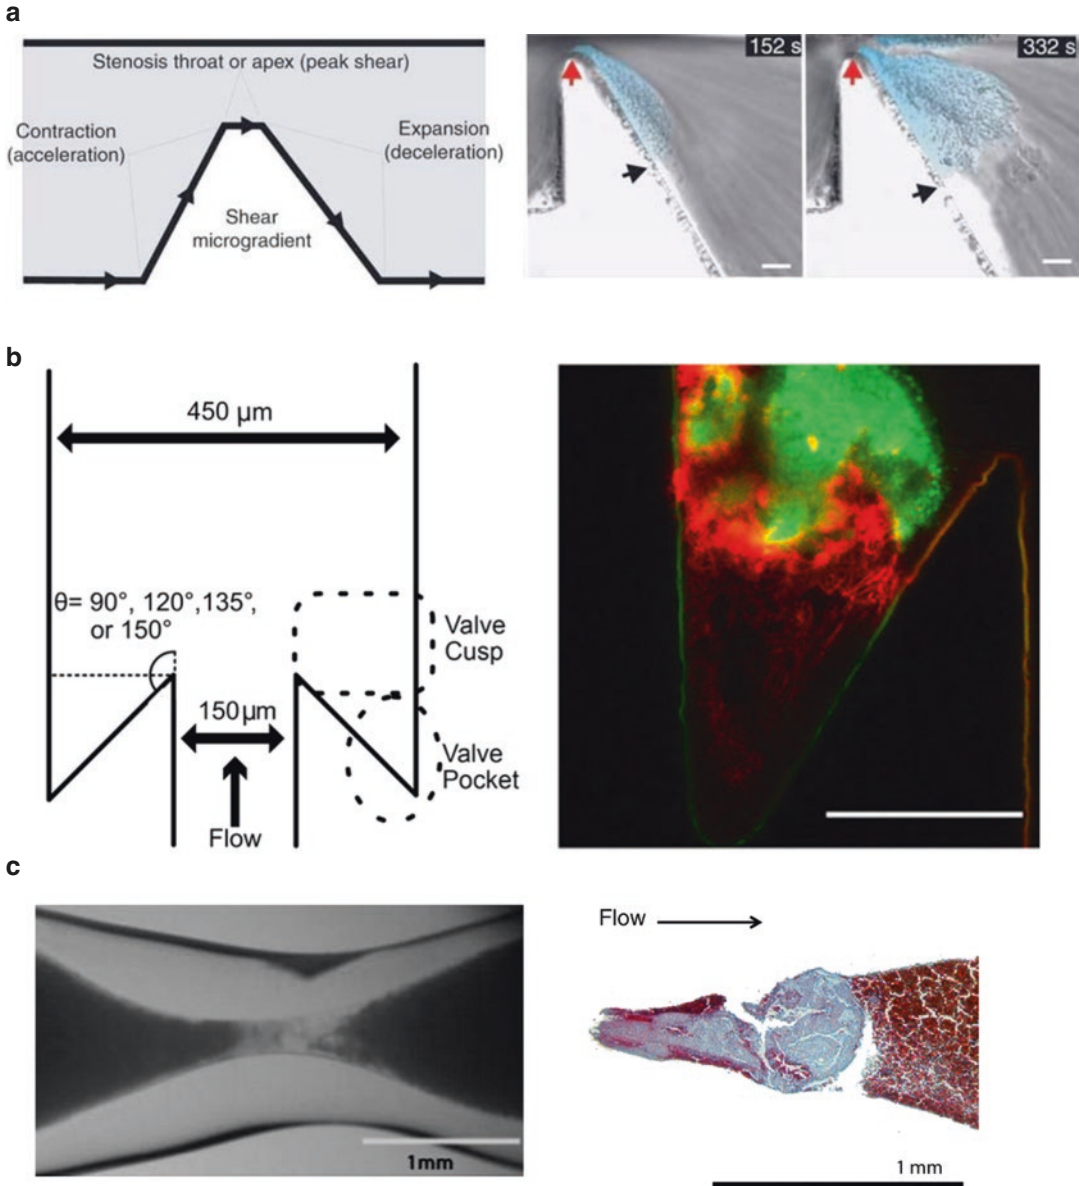 a
Stenosis throat or apex (peak shear)
Contraction
(acceleration)
Expansion
(deceleration)
Shear
microgradient
152 s
332 s
b
450 µm
θ= 90°, 120°,135°,
or 150°
Valve
Cusp
150µm
Valve
Pocket
Flow
c
1mm
Flow
1 mm